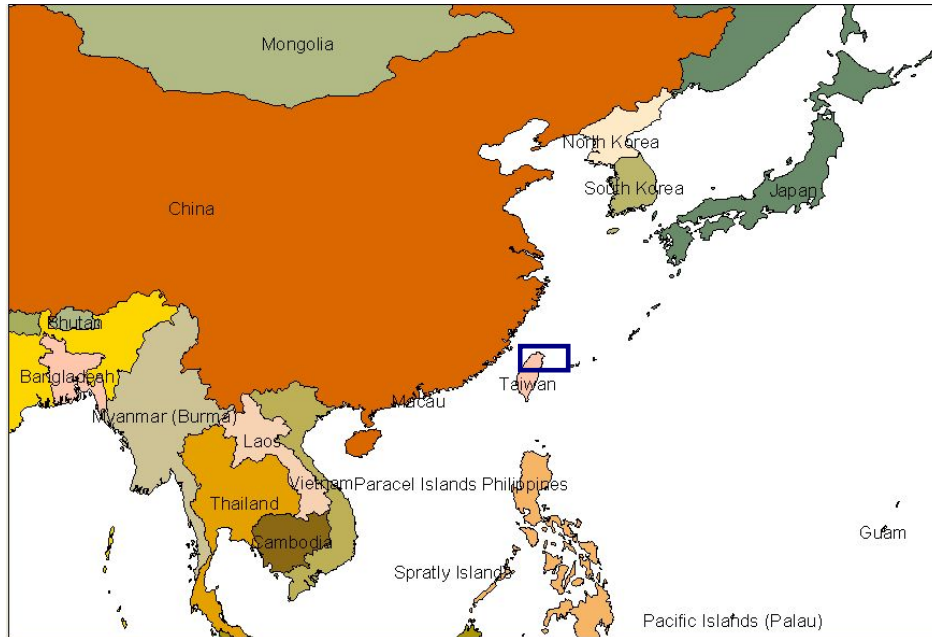 Mongolia
North Korea
South Korea
Japan
China
Bhutan
Bangladesh
Taiwan
Macau
Myanmar (Burma)
Laos
Vietnam
Paracel Islands
Philippines
Thailand
Guam
Cambodia
Spratly Islands
Pacific Islands (Palau)